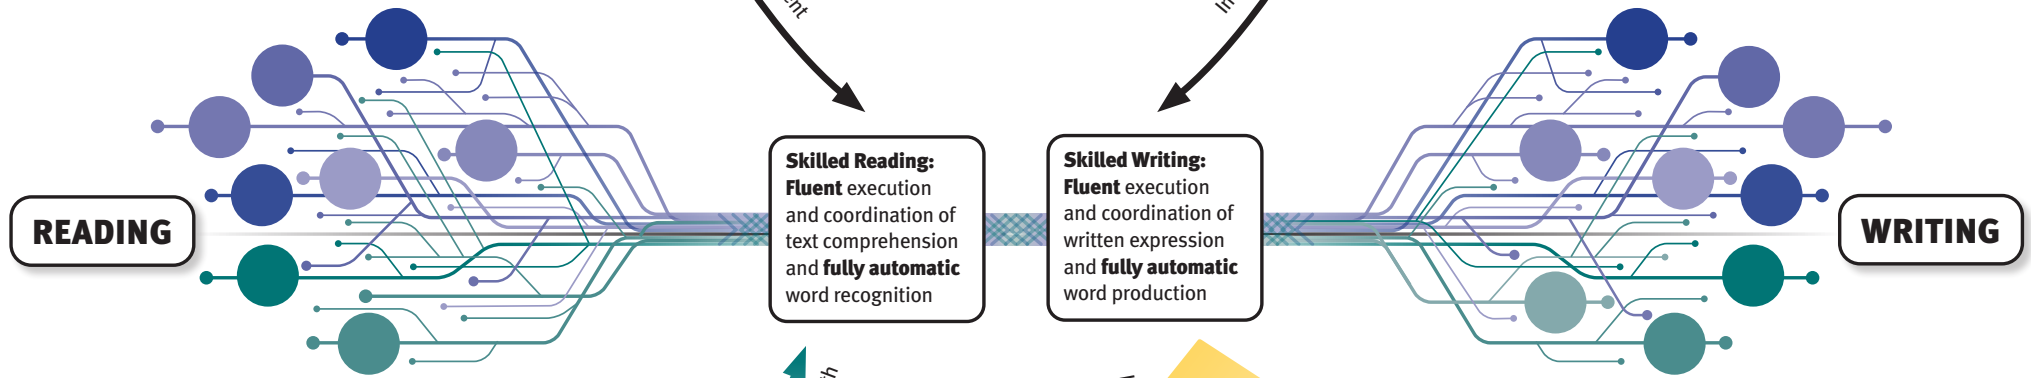 READING
Skilled Reading:
Fluent execution
and coordination of
text comprehension
and fully automatic
word recognition
Skilled Writing:
Fluent execution
and coordination of
written expression
and fully automatic
word production
WRITING